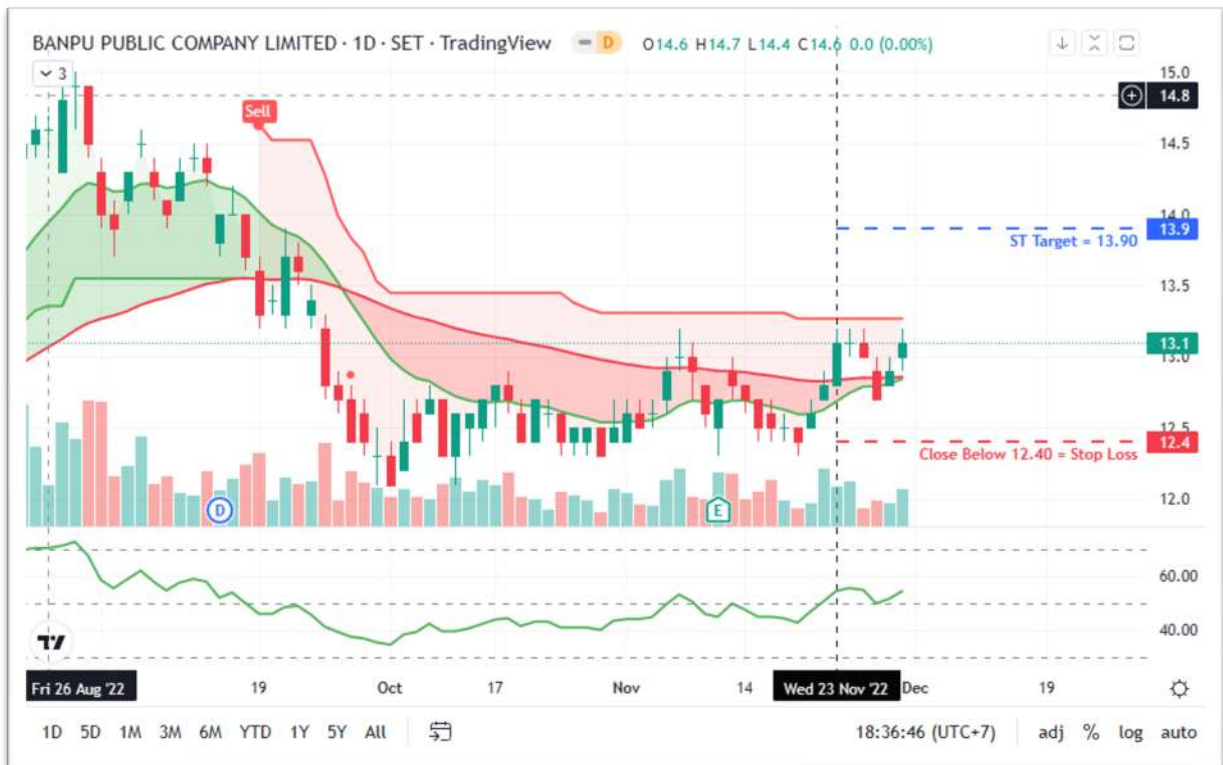 BANPU PUBLIC COMPANY LIMITED · 1D · SET · TradingView D O14.6 H14.7 L14.4 C14.6 0.0 (0.00%)
3
15.0
14.8
Sell
14.5
14.0
13.9
ST Target = 13.90
13.5
13.1
13.0
12.5
12.4
Close Below 12.40 = Stop Loss
12.0
D
E
60.00
40.00
Fri 26 Aug '22 19 Oct 17 Nov 14 Wed 23 Nov '22 Dec 19
1D 5D 1M 3M 6M YTD 1Y 5Y All 18:36:46 (UTC+7) adj % log auto